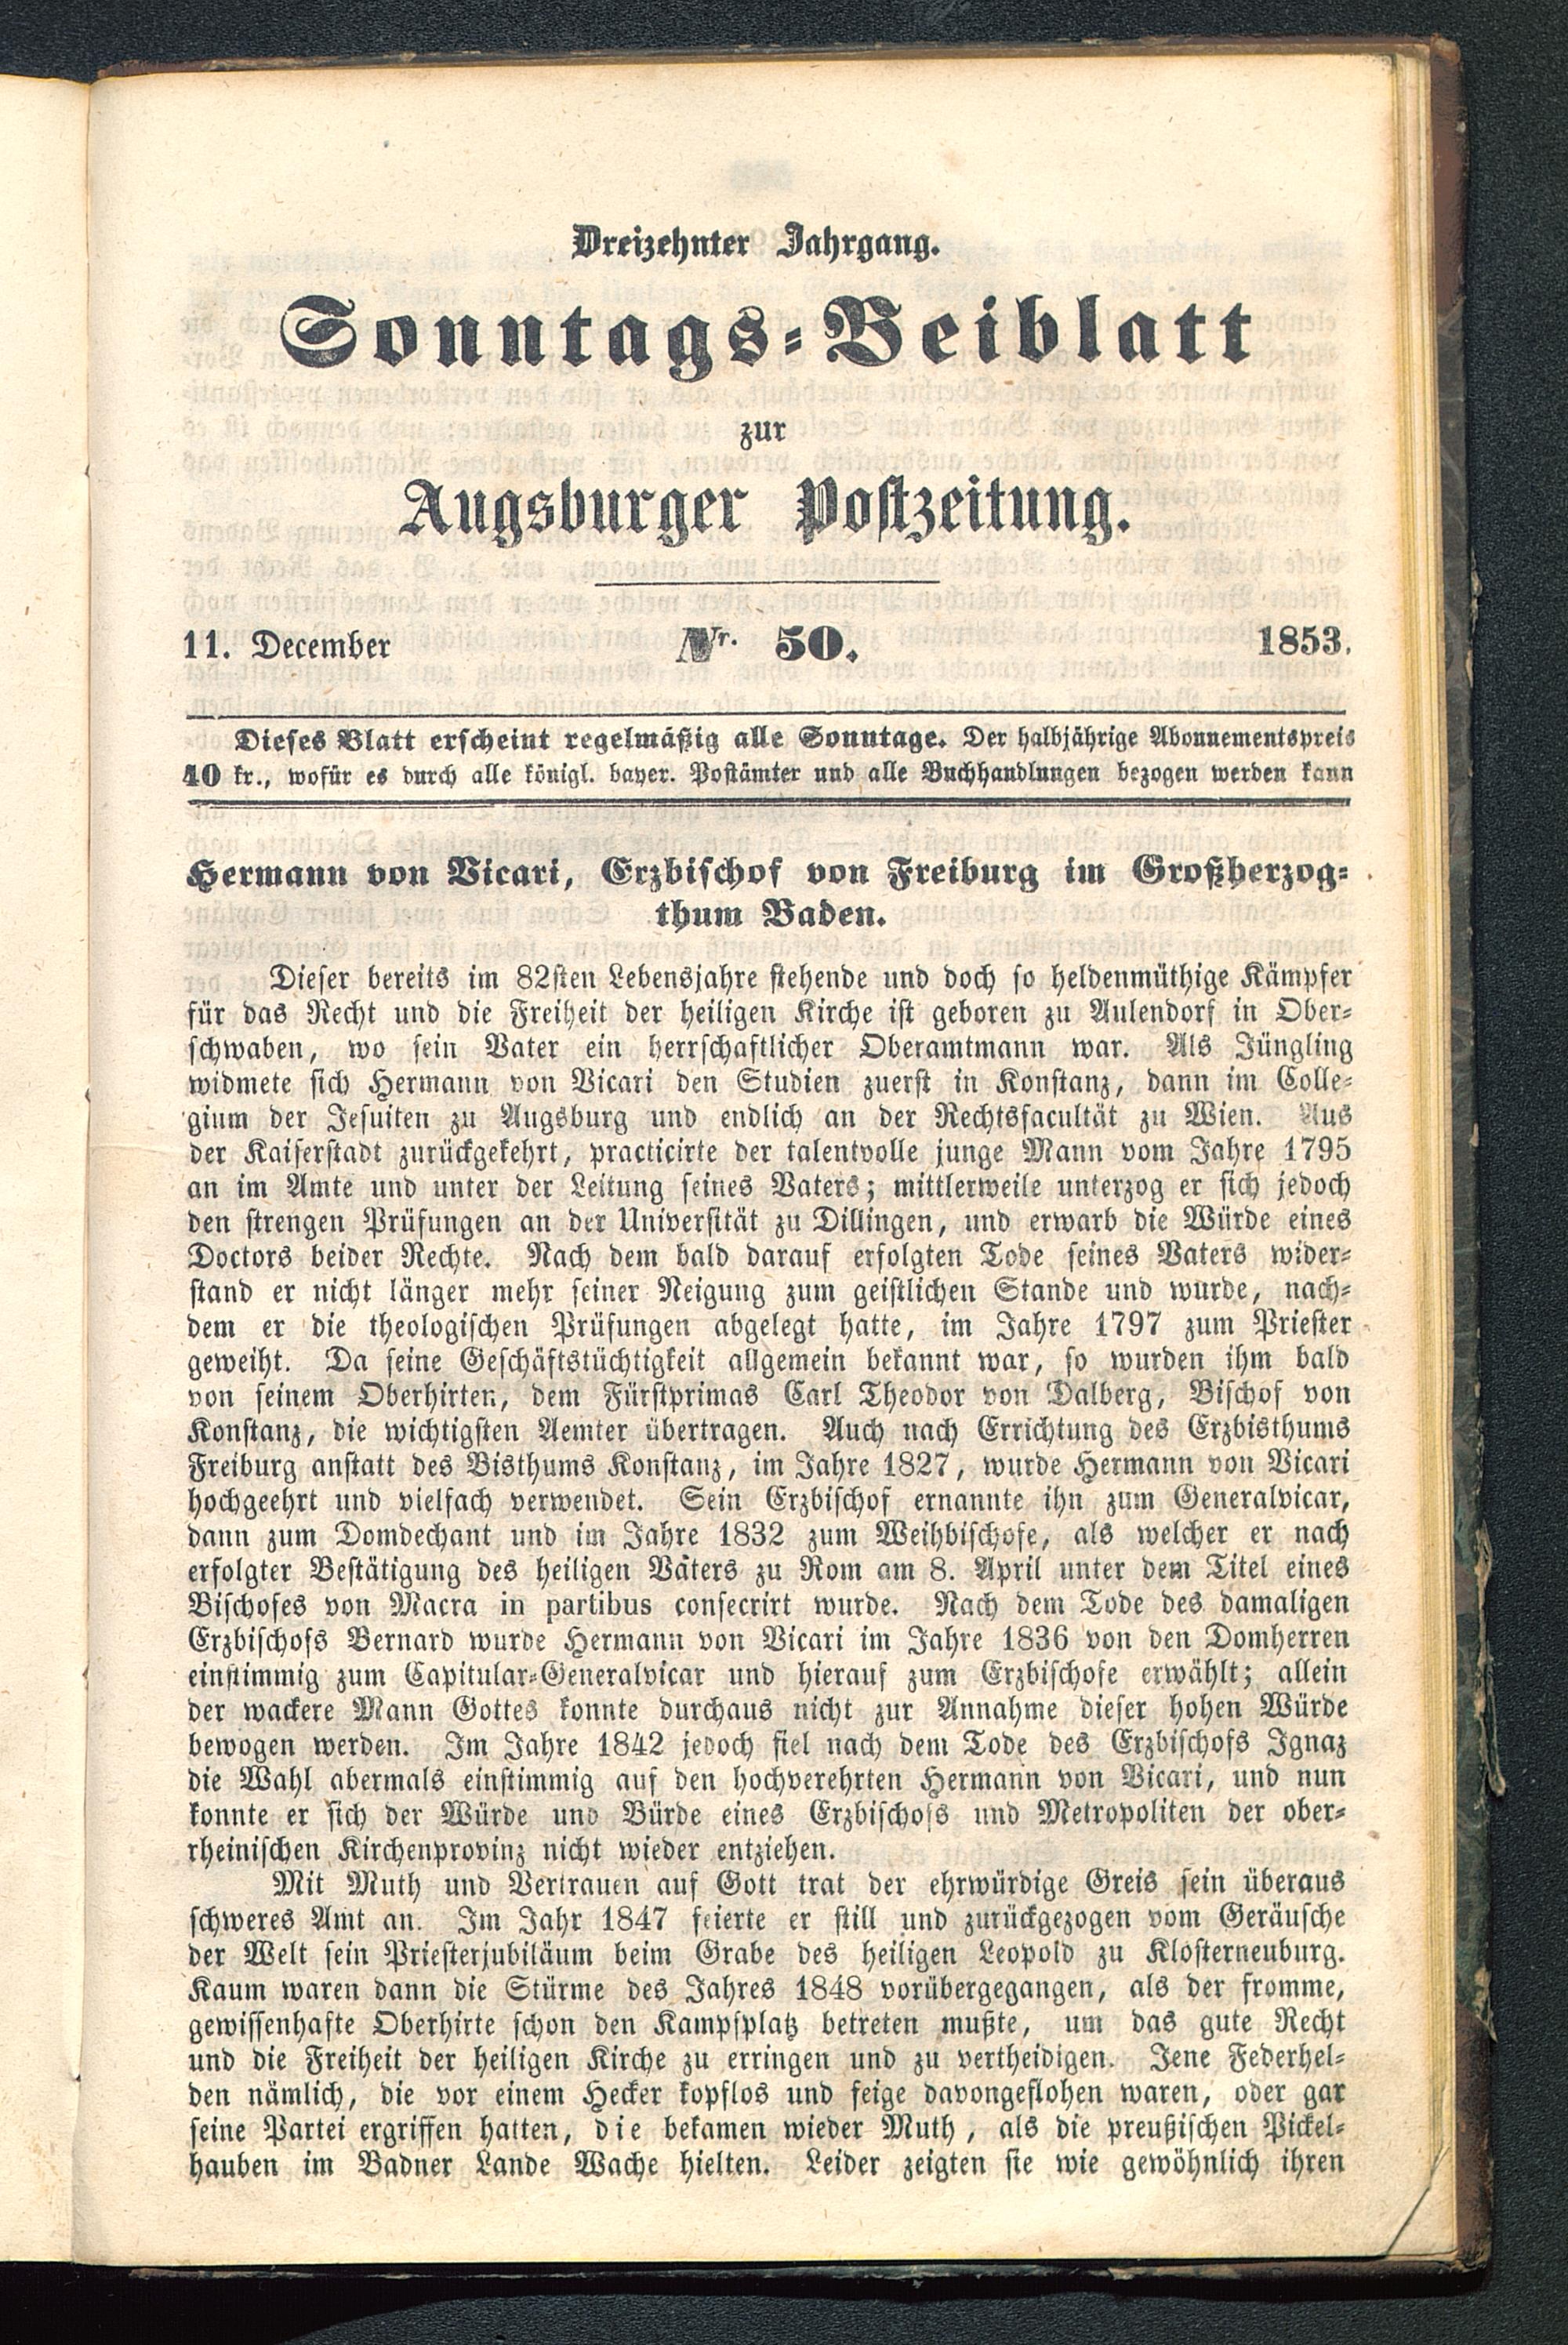 Dreizehnter Jahrgang.
Sonntags-Beiblatt
zur
Augsburger Postzeitung.
11. December Nr. 50. 1853.
Dieses Blatt erscheint regelmäßig alle Sonntage. Der halbjährige Abonnementspreis
40 kr., wofür es durch alle königl. bayer. Postämter und alle Buchhandlungen bezogen werden kann
Hermann von Vicari, Erzbischof von Freiburg im Großherzog-
thum Baden.
Dieser bereits im 82sten Lebensjahre stehende und doch so heldenmüthige Kämpfer
für das Recht und die Freiheit der heiligen Kirche ist geboren zu Aulendorf in Ober-
schwaben, wo sein Vater ein herrschaftlicher Oberamtmann war. Als Jüngling
widmete sich Hermann von Vicari den Studien zuerst in Konstanz, dann im Colle-
gium der Jesuiten zu Augsburg und endlich an der Rechtsfacultät zu Wien. Aus
der Kaiserstadt zurückgekehrt, practicirte der talentvolle junge Mann vom Jahre 1795
an im Amte und unter der Leitung seines Vaters; mittlerweile unterzog er sich jedoch
den strengen Prüfungen an der Universität zu Dillingen, und erwarb die Würde eines
Doctors beider Rechte. Nach dem bald darauf erfolgten Tode seines Vaters wider-
stand er nicht länger mehr seiner Neigung zum geistlichen Stande und wurde, nach-
dem er die theologischen Prüfungen abgelegt hatte, im Jahre 1797 zum Priester
geweiht. Da seine Geschäftstüchtigkeit allgemein bekannt war, so wurden ihm bald
von seinem Oberhirten, dem Fürstprimas Carl Theodor von Dalberg, Bischof von
Konstanz, die wichtigsten Aemter übertragen. Auch nach Errichtung des Erzbisthums
Freiburg anstatt des Bisthums Konstanz, im Jahre 1827, wurde Hermann von Vicari
hochgeehrt und vielfach verwendet. Sein Erzbischof ernannte ihn zum Generalvicar,
dann zum Domdechant und im Jahre 1832 zum Weihbischofe, als welcher er nach
erfolgter Bestätigung des heiligen Vaters zu Rom am 8. April unter dem Titel eines
Bischofes von Macra in partibus consecrirt wurde. Nach dem Tode des damaligen
Erzbischofs Bernard wurde Hermann von Vicari im Jahre 1836 von den Domherren
einstimmig zum Capitular-Generalvicar und hierauf zum Erzbischofe erwählt; allein
der wackere Mann Gottes konnte durchaus nicht zur Annahme dieser hohen Würde
bewogen werden. Im Jahre 1842 jedoch fiel nach dem Tode des Erzbischofs Ignaz
die Wahl abermals einstimmig auf den hochverehrten Hermann von Vicari, und nun
konnte er sich der Würde und Bürde eines Erzbischofs und Metropoliten der ober-
rheinischen Kirchenprovinz nicht wieder entziehen.
Mit Muth und Vertrauen auf Gott trat der ehrwürdige Greis sein überaus
schweres Amt an. Im Jahr 1847 feierte er still und zurückgezogen vom Geräusche
der Welt sein Priesterjubiläum beim Grabe des heiligen Leopold zu Klosterneuburg.
Kaum waren dann die Stürme des Jahres 1848 vorübergegangen, als der fromme,
gewissenhafte Oberhirte schon den Kampfplatz betreten mußte, um das gute Recht
und die Freiheit der heiligen Kirche zu erringen und zu vertheidigen. Jene Federhel-
den nämlich, die vor einem Hecker kopflos und feige davongeflohen waren, oder gar
seine Partei ergriffen hatten, die bekamen wieder Muth, als die preußischen Pickel-
hauben im Badner Lande Wache hielten. Leider zeigten sie wie gewöhnlich ihren